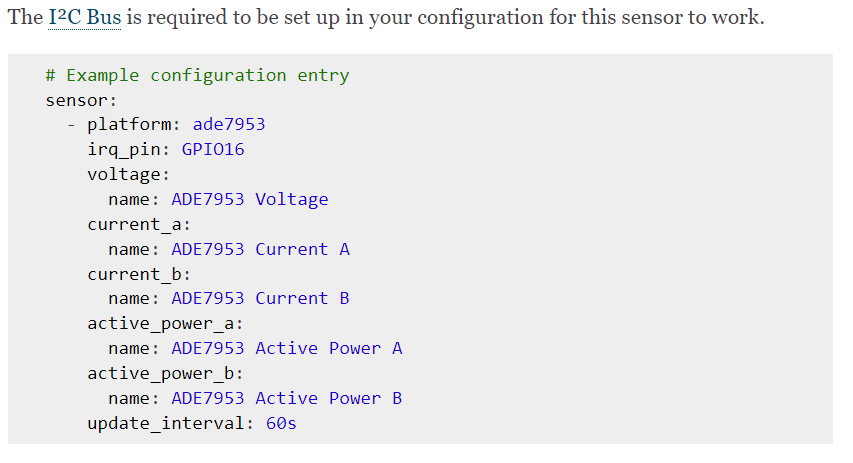 The I²C Bus is required to be set up in your configuration for this sensor to work.
# Example configuration entry
sensor:
  - platform: ade7953
    irq_pin: GPIO16
    voltage:
      name: ADE7953 Voltage
    current_a:
      name: ADE7953 Current A
    current_b:
      name: ADE7953 Current B
    active_power_a:
      name: ADE7953 Active Power A
    active_power_b:
      name: ADE7953 Active Power B
    update_interval: 60s